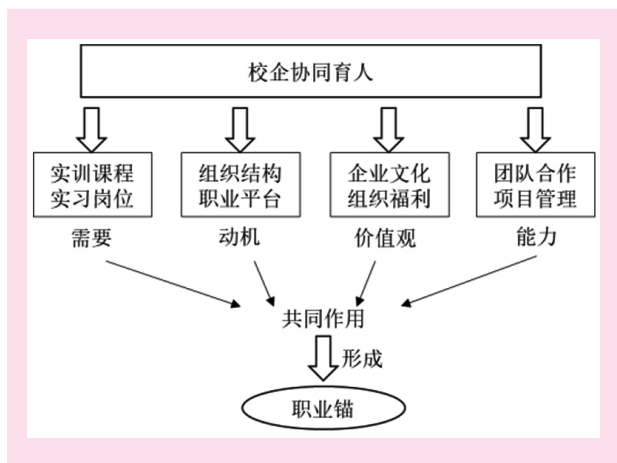 校企协同育人
实训课程
实习岗位
组织结构
职业平台
企业文化
组织福利
团队合作
项目管理
需要
动机
价值观
能力
共同作用
形成
职业锚